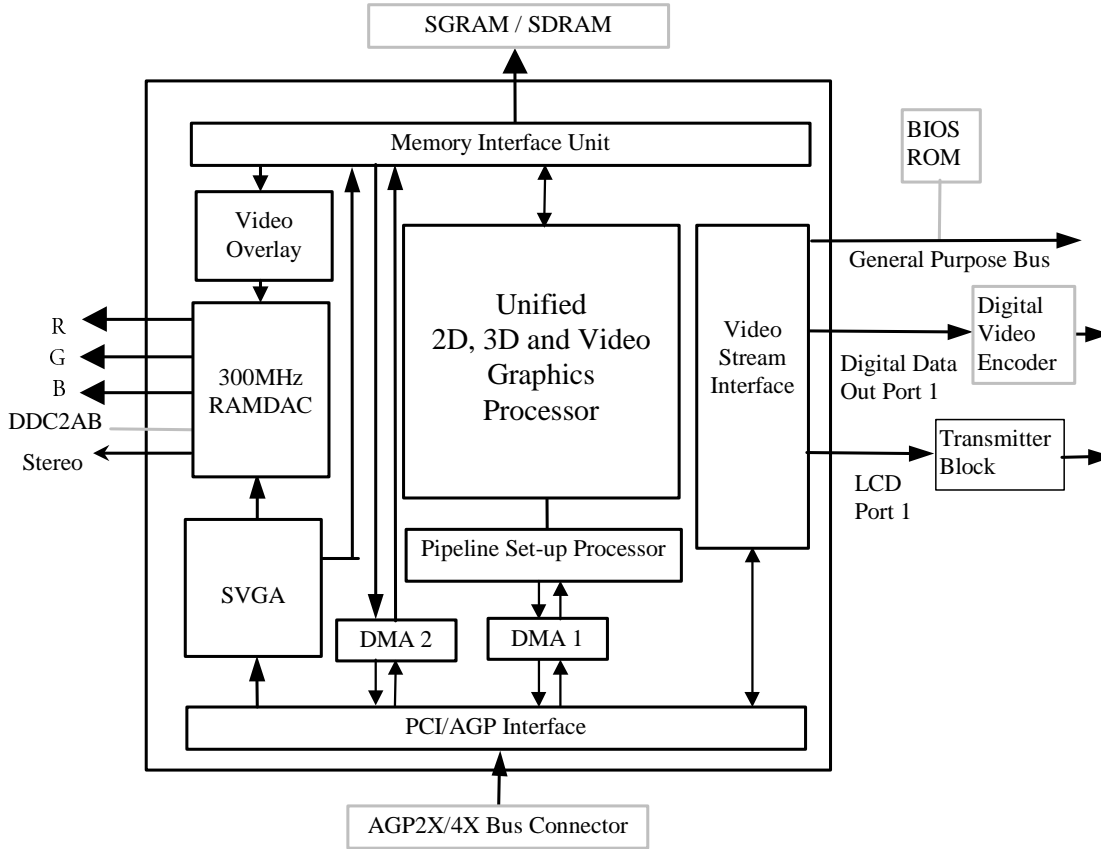 SGRAM / SDRAM
Memory Interface Unit
BIOS
ROM
Video
Overlay
General Purpose Bus
Unified
2D, 3D and Video
Graphics
Processor
Video
Stream
Interface
Digital
Video
Encoder
R
G
B
DDC2AB
Stereo
300MHz
RAMDAC
Digital Data
Out Port 1
Transmitter
Block
LCD
Port 1
Pipeline Set-up Processor
SVGA
DMA 2
DMA 1
PCI/AGP Interface
AGP2X/4X Bus Connector